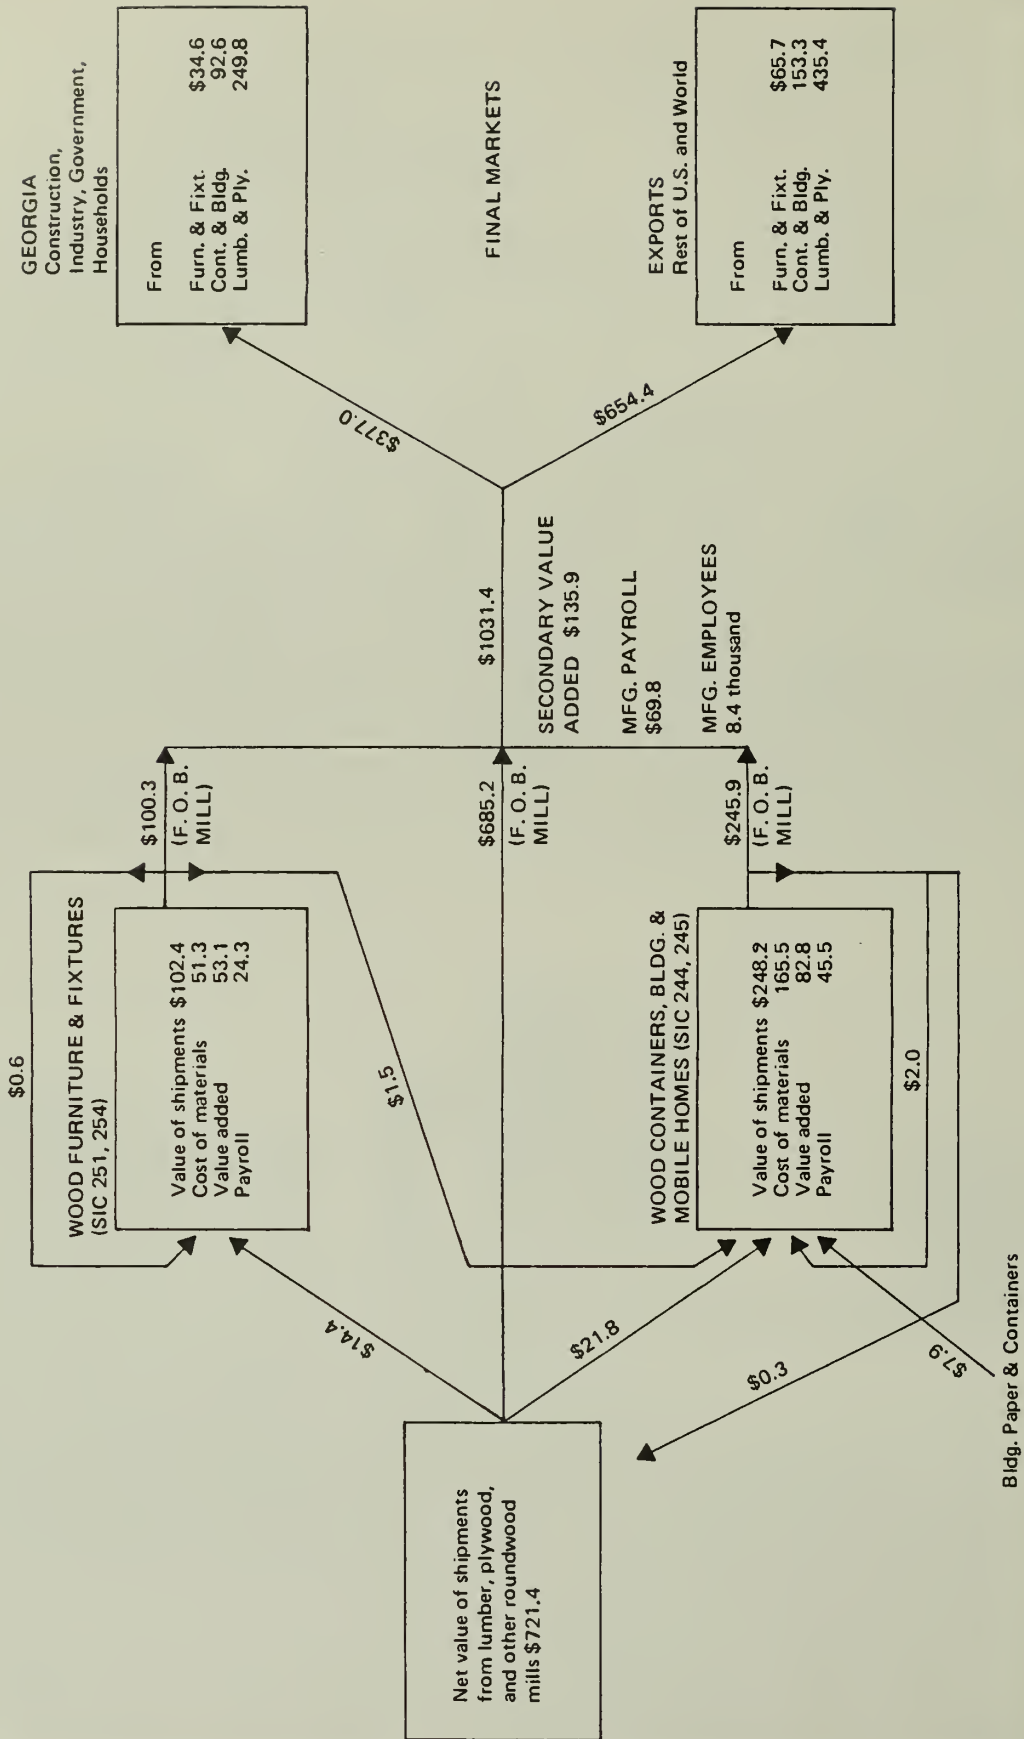 Net value of shipments
from lumber, plywood,
and other roundwood
mills $721.4
$14.4
$21.8
$0.3
$7.9
Bldg. Paper & Containers
$0.6
WOOD FURNITURE & FIXTURES
(SIC 251, 254)
Value of shipments $102.4
Cost of materials 51.3
Value added 53.1
Payroll 24.3
$1.5
WOOD CONTAINERS, BLDG. &
MOBILE HOMES (SIC 244, 245)
Value of shipments $248.2
Cost of materials 165.5
Value added 82.8
Payroll 45.5
$2.0
$100.3
(F. O. B.
MILL)
$685.2
(F. O. B.
MILL)
$245.9
(F. O. B.
MILL)
$1031.4
SECONDARY VALUE
ADDED $135.9
MFG. PAYROLL
$69.8
MFG. EMPLOYEES
8.4 thousand
$377.0
$654.4
GEORGIA
Construction,
Industry, Government,
Households
From
Furn. & Fixt. $34.6
Cont. & Bldg. 92.6
Lumb. & Ply. 249.8
FINAL MARKETS
EXPORTS
Rest of U.S. and World
From
Furn. & Fixt. $65.7
Cont. & Bldg. 153.3
Lumb. & Ply. 435.4